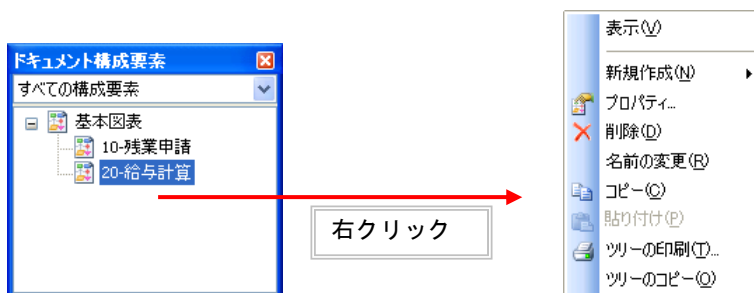 ドキュメント構成要素
すべての構成要素
基本図表
10-残業申請
20-給与計算
右クリック
表示(V)
新規作成(N)
プロパティ...
削除(D)
名前の変更(R)
コピー(C)
貼り付け(P)
ツリーの印刷(T)...
ツリーのコピー(O)